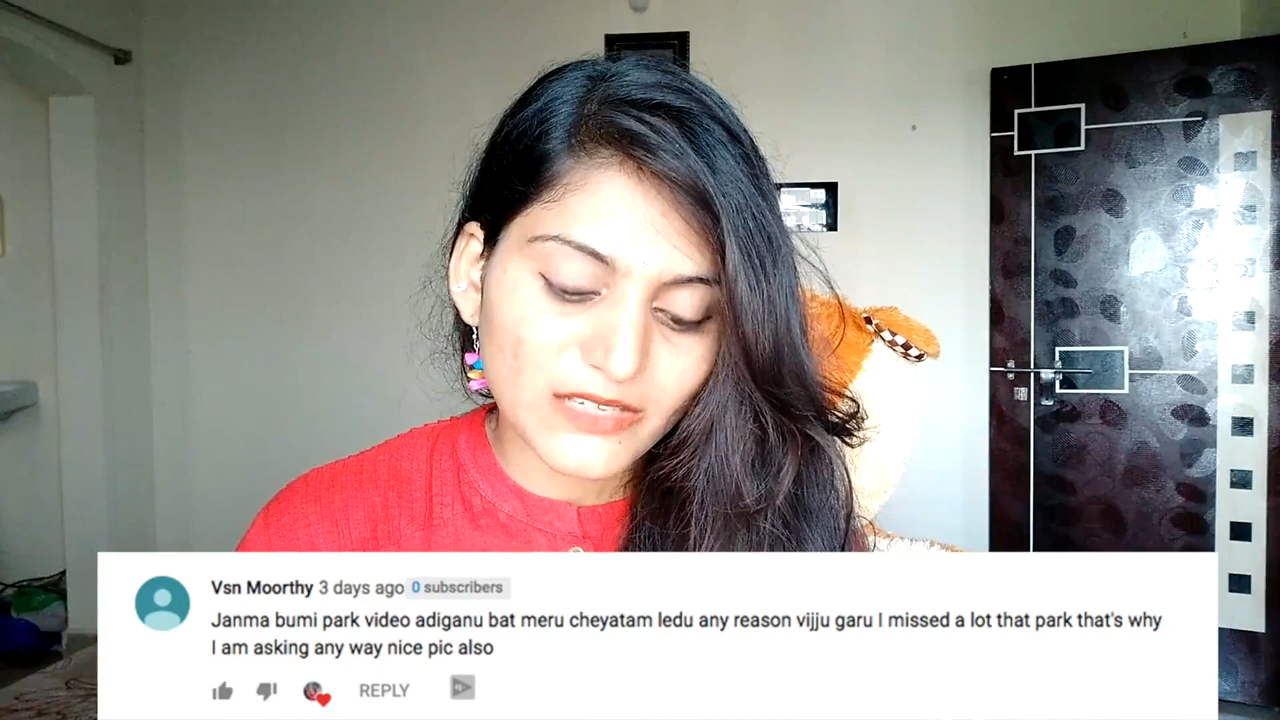 Vsn Moorthy 3 days ago 0 subscribers
Janma bumi park video adiganu bat meru cheyatam ledu any reason vijju garu I missed a lot that park that's why
I am asking any way nice pic also
REPLY